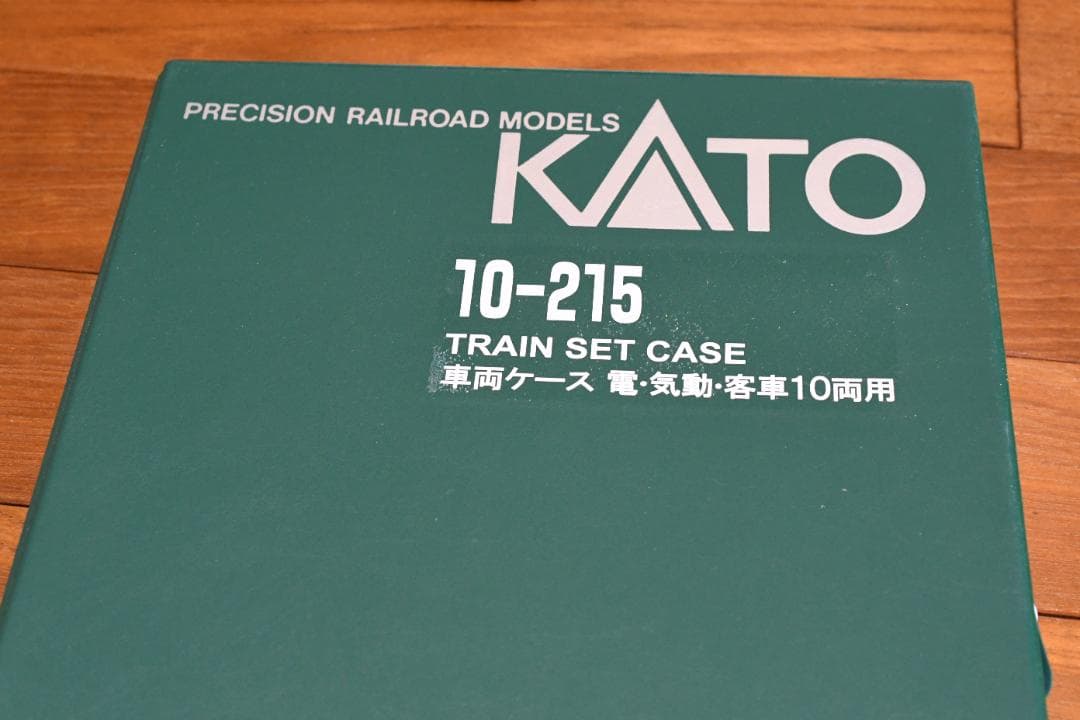 PRECISION RAILROAD MODELS
KATO
10-215
TRAIN SET CASE
車両ケース 電・気動・客車10両用